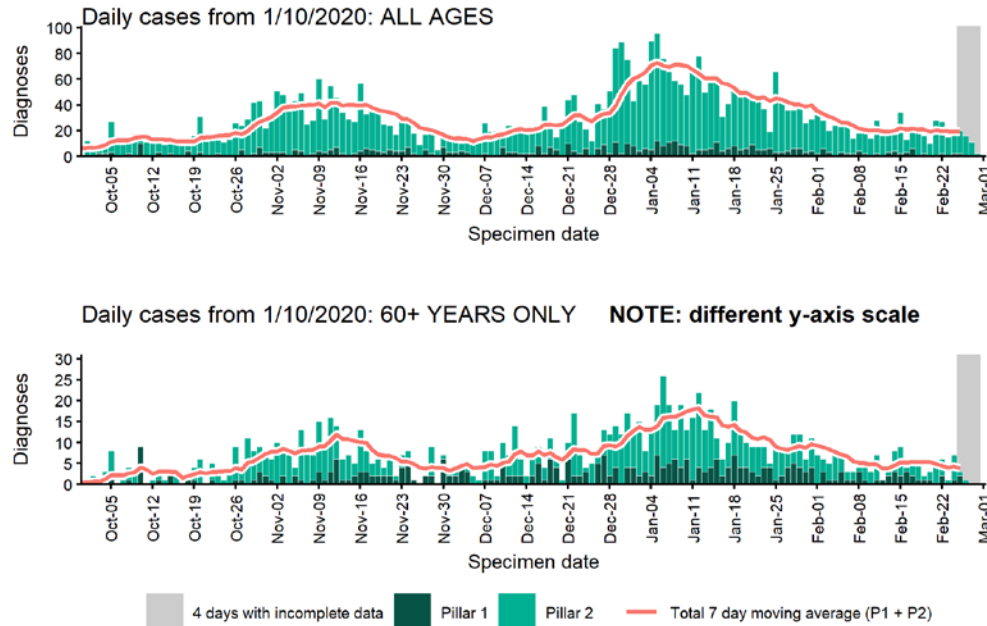 Daily cases from 1/10/2020: ALL AGES
100
80
60
40
20
0
Diagnoses
Oct-05 Oct-12 Oct-19 Oct-26 Nov-02 Nov-09 Nov-16 Nov-23 Nov-30 Dec-07 Dec-14 Dec-21 Dec-28 Jan-04 Jan-11 Jan-18 Jan-25 Feb-01 Feb-08 Feb-15 Feb-22 Mar-01
Specimen date
Daily cases from 1/10/2020: 60+ YEARS ONLY NOTE: different y-axis scale
30
25
20
15
10
5
0
Diagnoses
Oct-05 Oct-12 Oct-19 Oct-26 Nov-02 Nov-09 Nov-16 Nov-23 Nov-30 Dec-07 Dec-14 Dec-21 Dec-28 Jan-04 Jan-11 Jan-18 Jan-25 Feb-01 Feb-08 Feb-15 Feb-22 Mar-01
Specimen date
4 days with incomplete data Pillar 1 Pillar 2 Total 7 day moving average (P1 + P2)